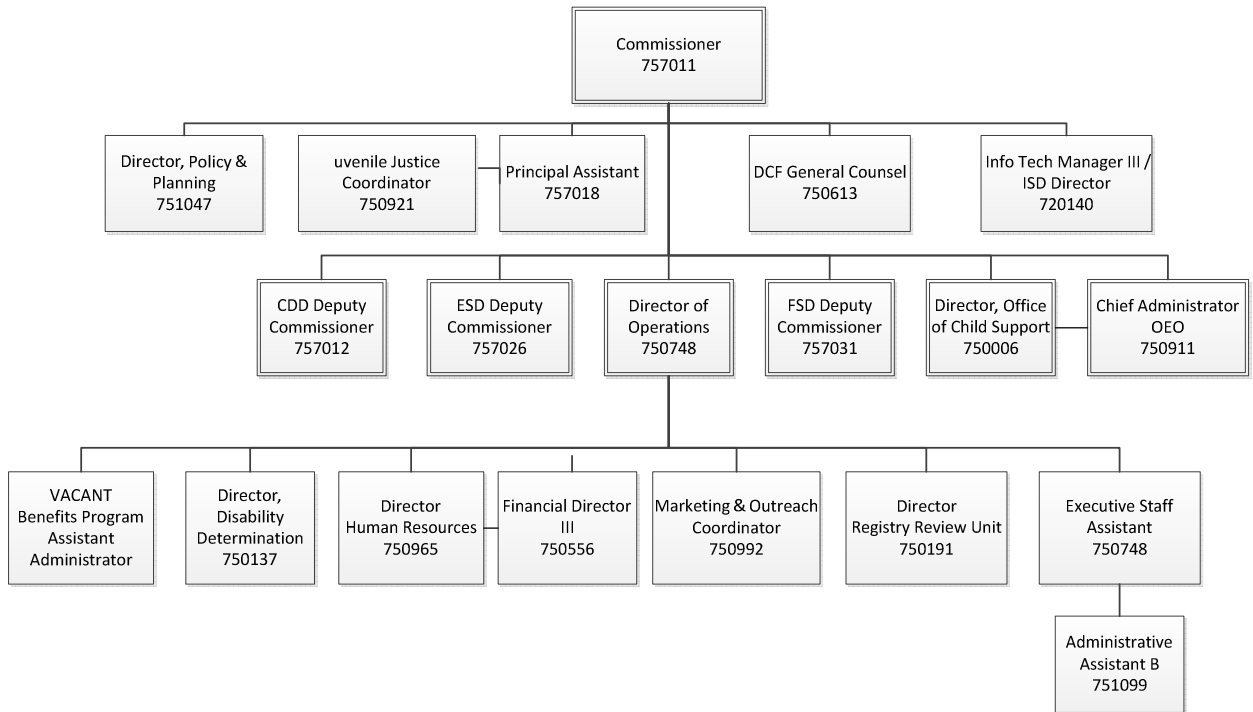 Commissioner
757011
Director, Policy &
Planning
751047
uvenile Justice
Coordinator
750921
Principal Assistant
757018
DCF General Counsel
750613
Info Tech Manager III /
ISD Director
720140
CDD Deputy
Commissioner
757012
ESD Deputy
Commissioner
757026
Director of
Operations
750748
FSD Deputy
Commissioner
757031
Director, Office
of Child Support
750006
Chief Administrator
OEO
750911
VACANT
Benefits Program
Assistant
Administrator
Director,
Disability
Determination
750137
Director
Human Resources
750965
Financial Director
III
750556
Marketing & Outreach
Coordinator
750992
Director
Registry Review Unit
750191
Executive Staff
Assistant
750748
Administrative
Assistant B
751099